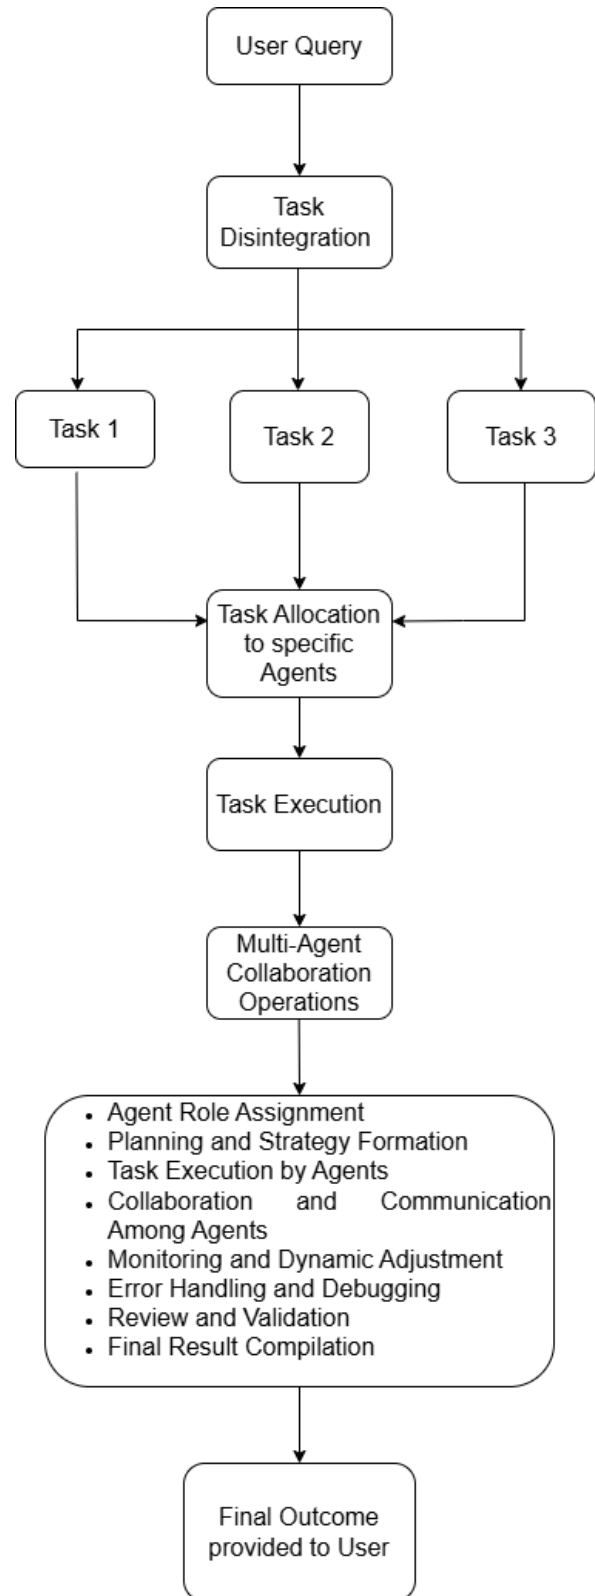 User Query
Task
Disintegration
Task 1
Task 2
Task 3
Task Allocation
to specific
Agents
Task Execution
Multi-Agent
Collaboration
Operations
• Agent Role Assignment
• Planning and Strategy Formation
• Task Execution by Agents
• Collaboration and Communication
Among Agents
• Monitoring and Dynamic Adjustment
• Error Handling and Debugging
• Review and Validation
• Final Result Compilation
Final Outcome
provided to User